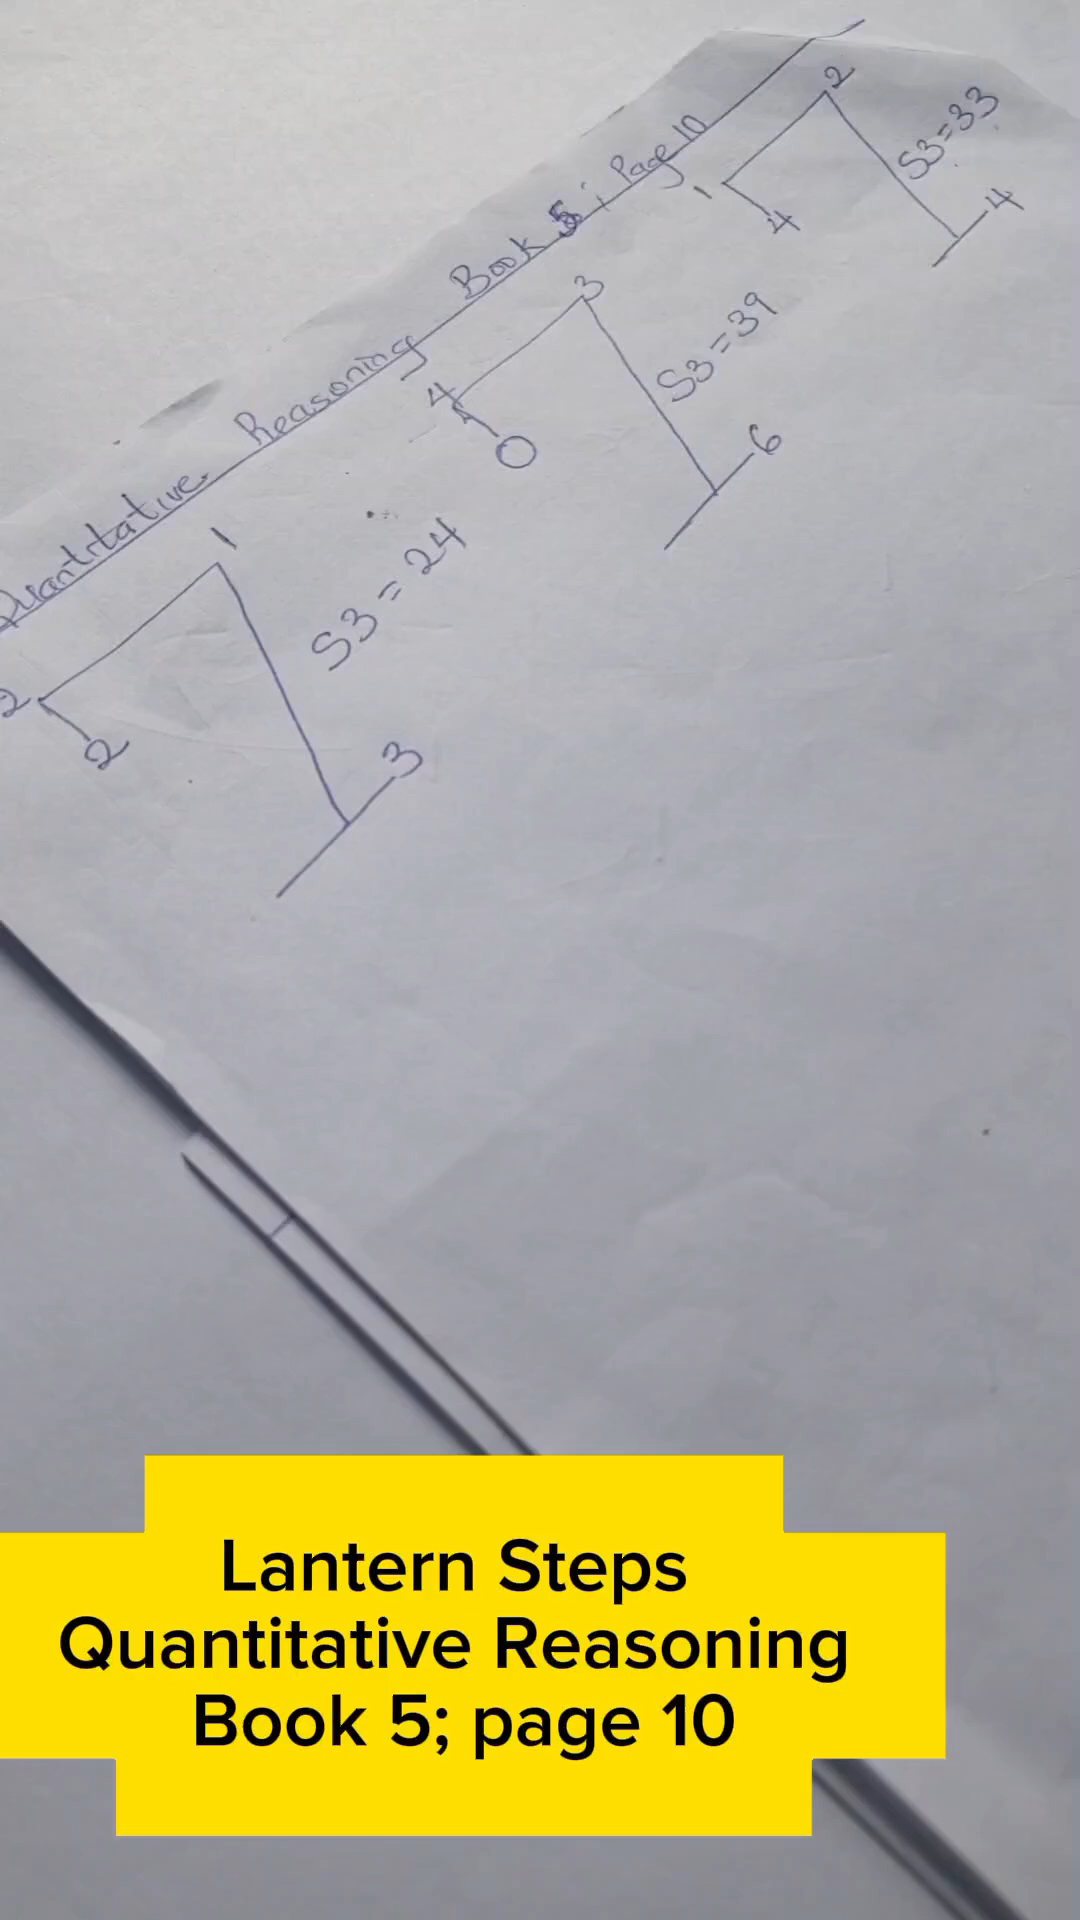 Quantitative Reasoning Book 5; Page 10
2
2
1
3
S3 = 24
4
0
3
6
S3 = 39
1
4
2
4
S3 = 33
Lantern Steps
Quantitative Reasoning
Book 5; page 10